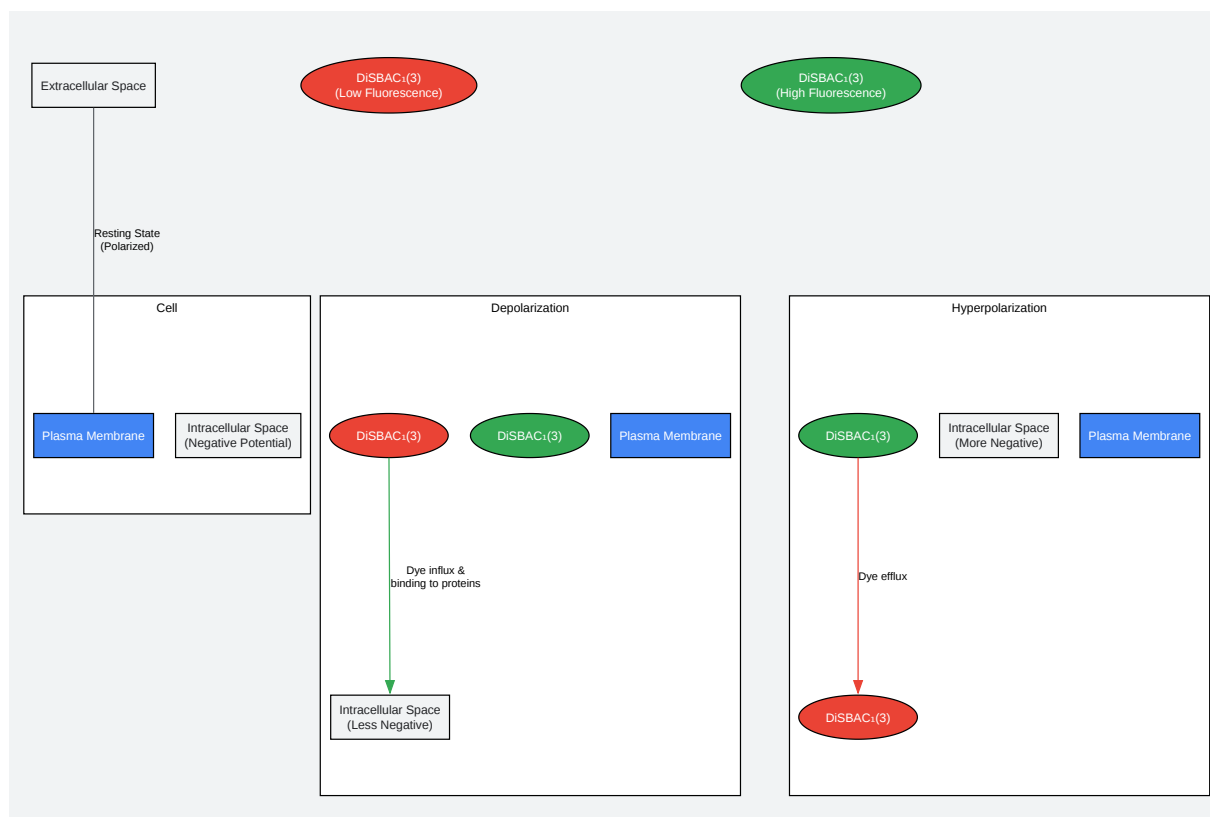 Extracellular Space
DiSBAC₁(3)
(Low Fluorescence)
DiSBAC₁(3)
(High Fluorescence)
Resting State
(Polarized)
Cell
Plasma Membrane
Intracellular Space
(Negative Potential)
Depolarization
DiSBAC₁(3)
DiSBAC₁(3)
Plasma Membrane
Dye influx &
binding to proteins
Intracellular Space
(Less Negative)
Hyperpolarization
DiSBAC₁(3)
Intracellular Space
(More Negative)
Plasma Membrane
Dye efflux
DiSBAC₁(3)